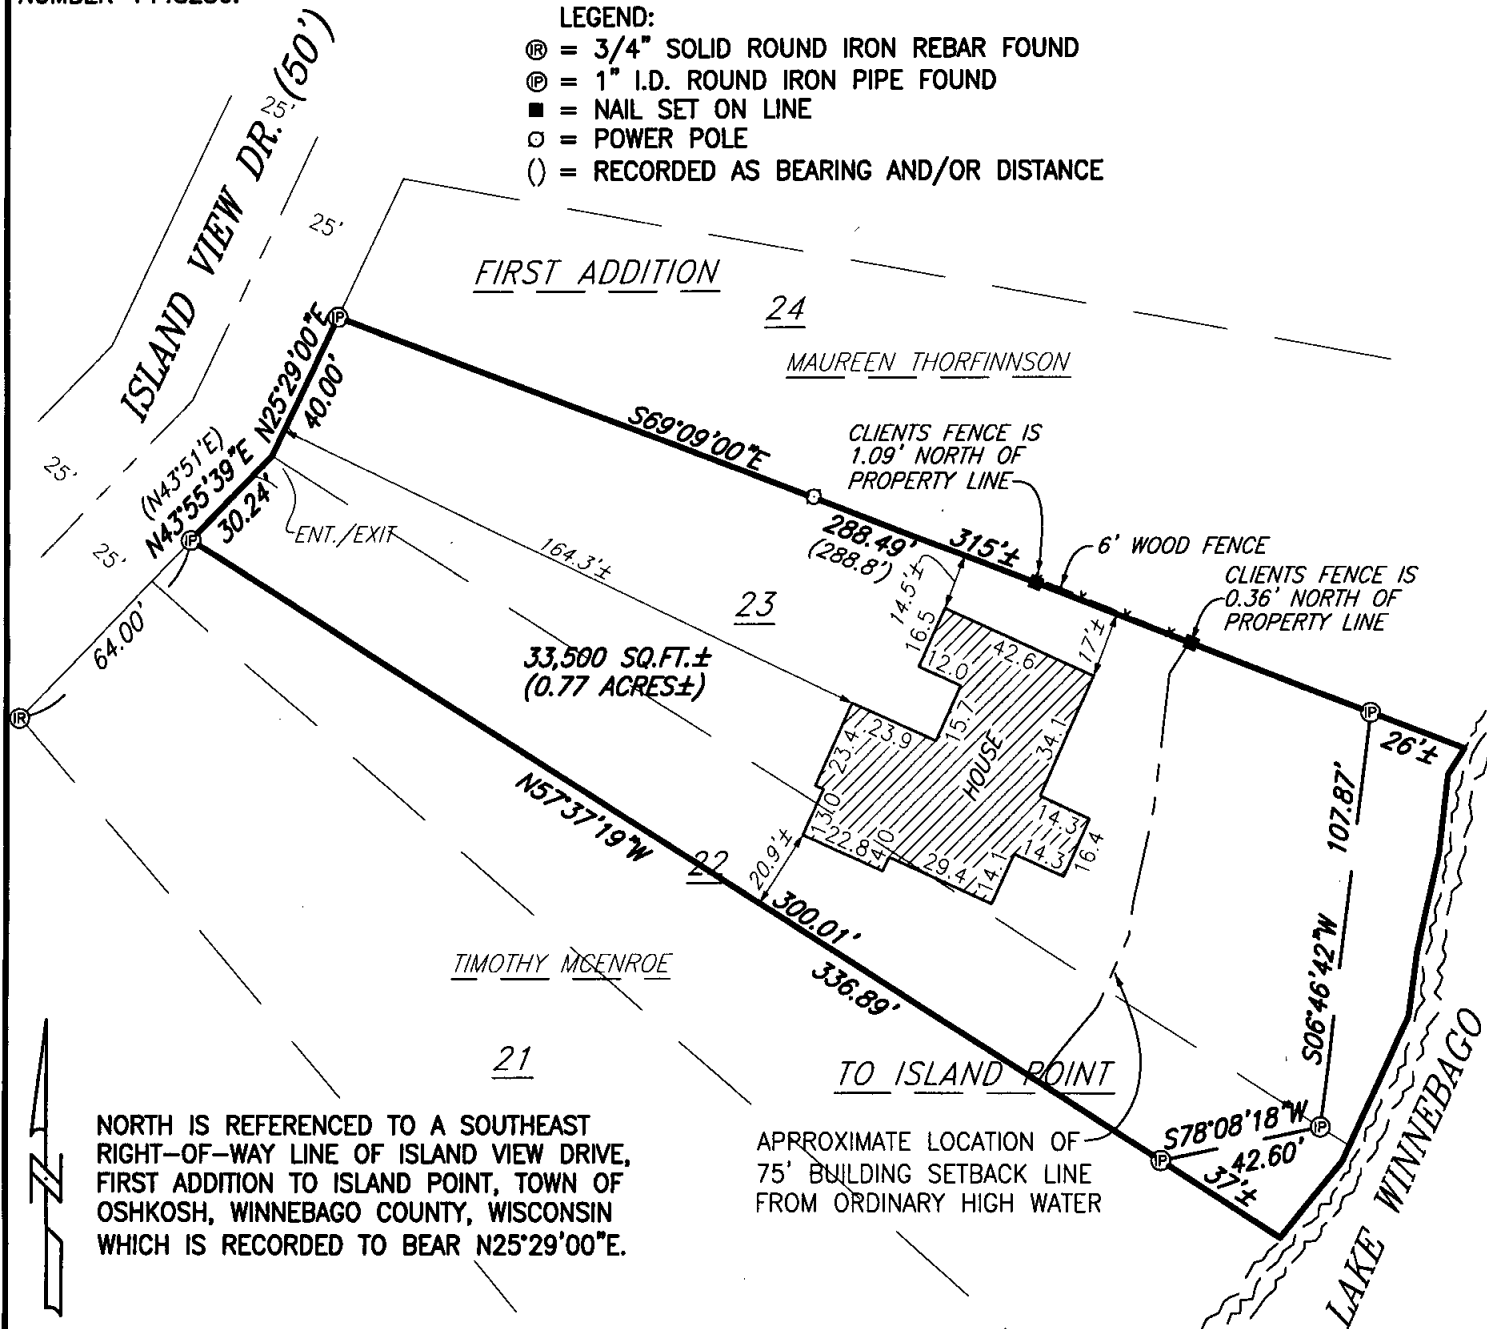 LEGEND:
ⓘⓡ = 3/4" SOLID ROUND IRON REBAR FOUND
IP = 1" I.D. ROUND IRON PIPE FOUND
■ = NAIL SET ON LINE
= POWER POLE
() = RECORDED AS BEARING AND/OR DISTANCE
ISLAND VIEW DR. (50')
25'
25'
25'
25'
FIRST ADDITION
24
MAUREEN THORFINNSON
IP
N25°29'00"E
40.00'
S69°09'00"E
CLIENTS FENCE IS
1.09' NORTH OF
PROPERTY LINE
(N43°51'E)
N43°55'39"E
30.24'
IP
ENT./EXIT
164.3'±
288.49'
(288.8')
315'±
6' WOOD FENCE
CLIENTS FENCE IS
0.36' NORTH OF
PROPERTY LINE
64.00'
IR
23
33,500 SQ.FT.±
(0.77 ACRES±)
14.5'±
16.5
42.6
17'±
12.0
15.7
23.9
23.4
34.1
HOUSE
13.0
22.8
4.0
29.4
14.1
14.3
14.3
16.4
20.9'±
IP
26'±
107.87'
S06°46'42"W
N57°37'19"W
22
300.01'
336.89'
TIMOTHY MCENROE
21
TO ISLAND POINT
APPROXIMATE LOCATION OF
75' BUILDING SETBACK LINE
FROM ORDINARY HIGH WATER
S78°08'18"W
42.60'
IP
IP
37'±
LAKE WINNEBAGO
N
NORTH IS REFERENCED TO A SOUTHEAST
RIGHT-OF-WAY LINE OF ISLAND VIEW DRIVE,
FIRST ADDITION TO ISLAND POINT, TOWN OF
OSHKOSH, WINNEBAGO COUNTY, WISCONSIN
WHICH IS RECORDED TO BEAR N25°29'00"E.